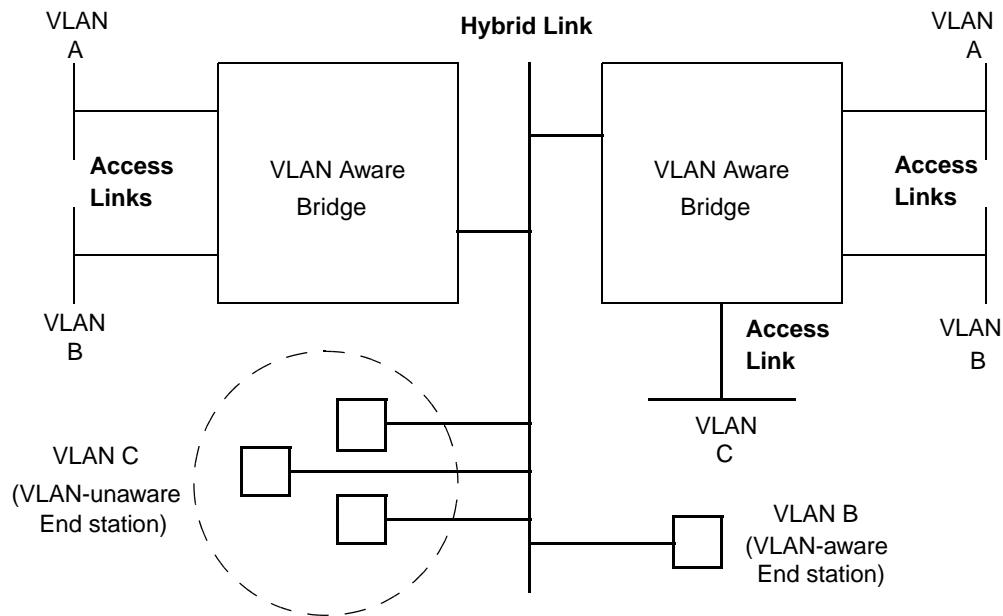 VLAN
A
Hybrid Link
VLAN
A
Access
Links
VLAN Aware
Bridge
VLAN Aware
Bridge
Access
Links
VLAN
B
Access
Link
VLAN
B
VLAN
C
VLAN C
(VLAN-unaware
End station)
VLAN B
(VLAN-aware
End station)